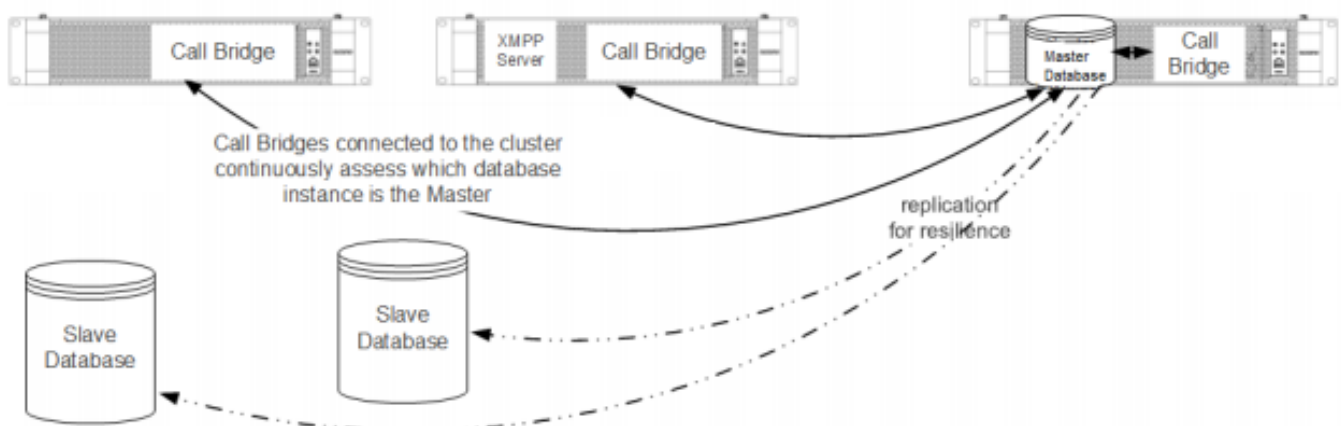 Call Bridge
XMPP
Server
Call Bridge
Master
Database
Call
Bridge
Call Bridges connected to the cluster
continuously assess which database
instance is the Master
replication
for resilience
Slave
Database
Slave
Database